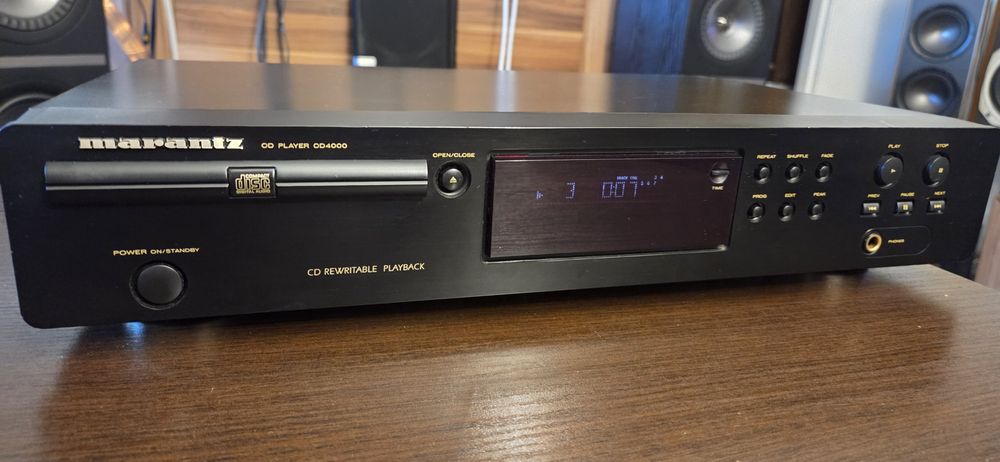 marantz CD PLAYER CD4000
COMPACT
disc
DIGITAL AUDIO
OPEN/CLOSE
3 0:07
TIME
REPEAT SHUFFLE FADE
PROG EDIT PEAK
PLAY STOP
PREV PAUSE NEXT
PHONES
POWER ON/STANDBY
CD REWRITABLE PLAYBACK